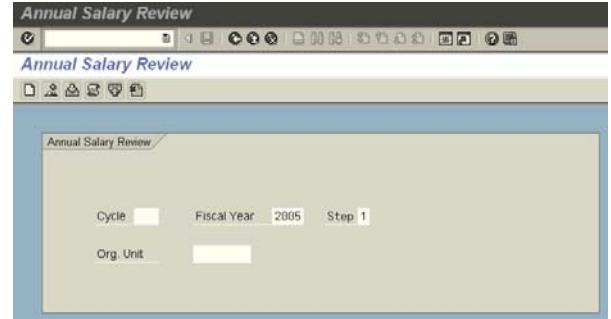 Annual Salary Review
Annual Salary Review
Annual Salary Review
Cycle Fiscal Year 2005 Step 1
Org. Unit